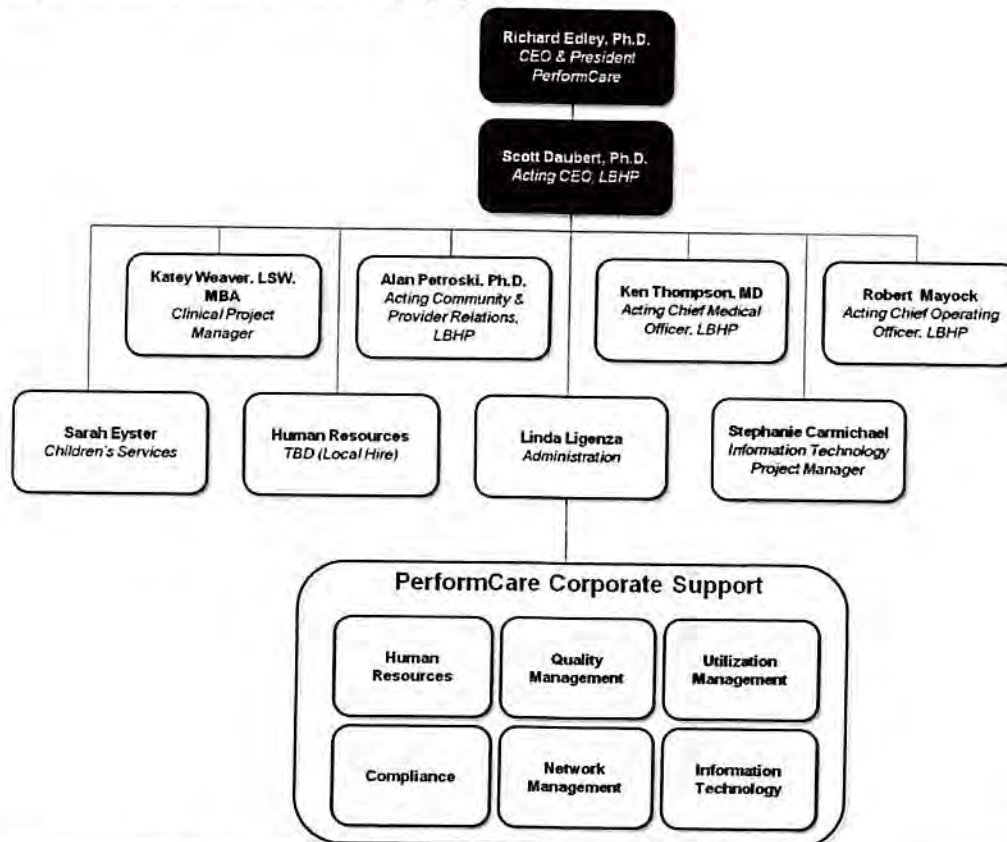 Richard Edley, Ph.D.
CEO & President
PerformCare
Scott Daubert, Ph.D.
Acting CEO, LBHP
Katey Weaver, LSW,
MBA
Clinical Project
Manager
Alan Petroski, Ph.D.
Acting Community &
Provider Relations,
LBHP
Ken Thompson, MD
Acting Chief Medical
Officer, LBHP
Robert Mayock
Acting Chief Operating
Officer, LBHP
Sarah Eyster
Children's Services
Human Resources
TBD (Local Hire)
Linda Ligenza
Administration
Stephanie Carmichael
Information Technology
Project Manager
PerformCare Corporate Support
Human
Resources
Quality
Management
Utilization
Management
Compliance
Network
Management
Information
Technology